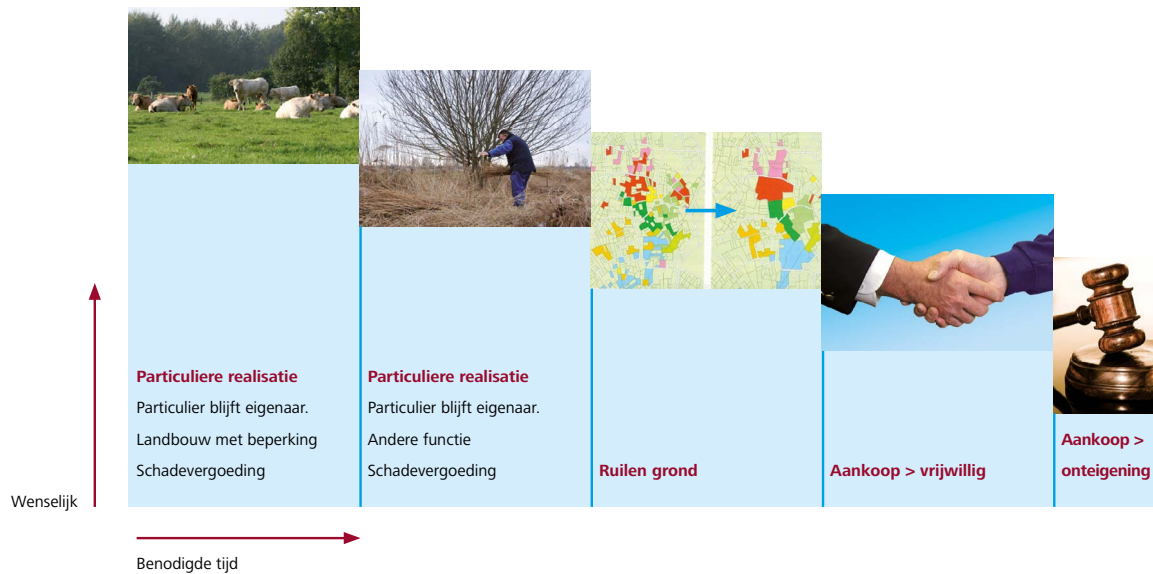 Particuliere realisatie
Particulier blijft eigenaar.
Landbouw met beperking
Schadevergoeding
Particuliere realisatie
Particulier blijft eigenaar.
Andere functie
Schadevergoeding
Ruilen grond
Aankoop > vrijwillig
Aankoop >
onteigening
Wenselijk
Benodigde tijd